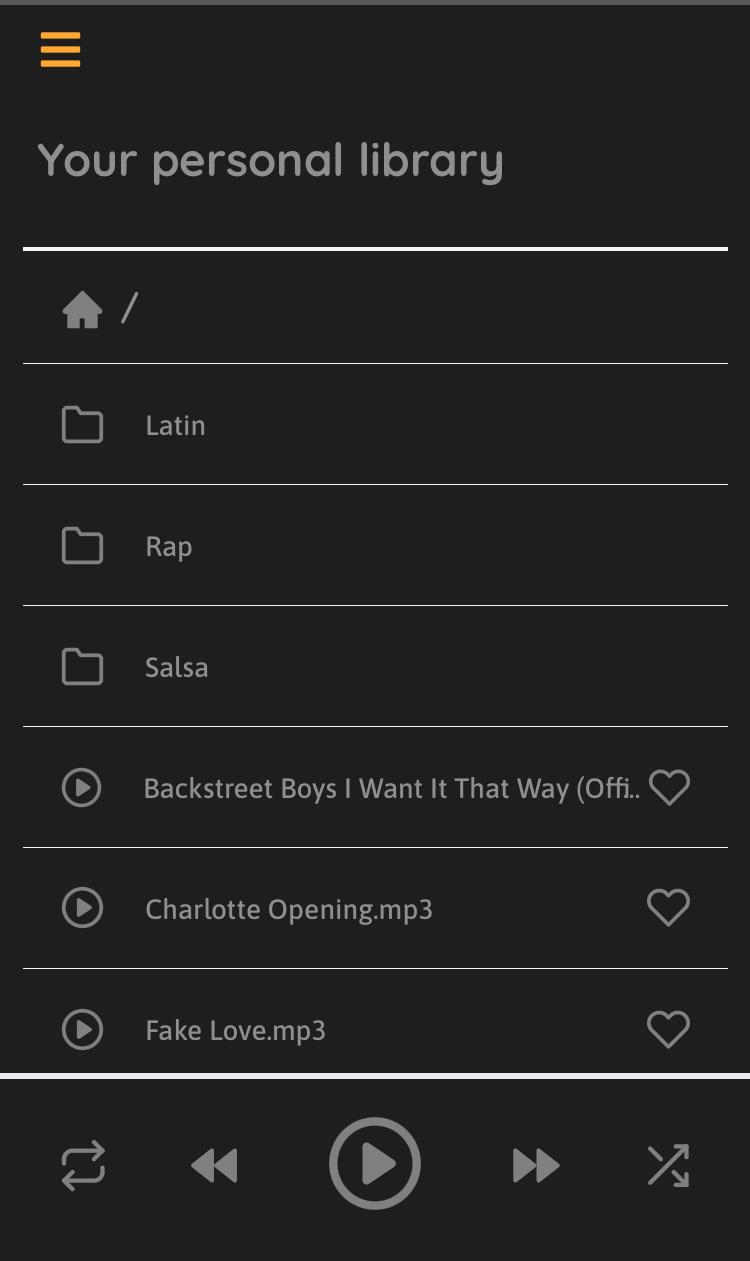 Your personal library
/
Latin
Rap
Salsa
Backstreet Boys I Want It That Way (Offi..
Charlotte Opening.mp3
Fake Love.mp3